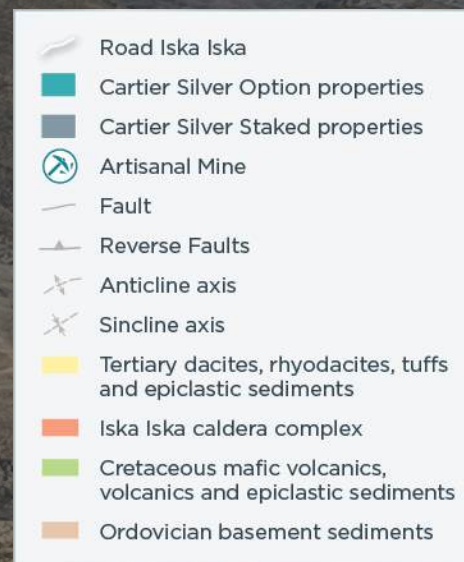 Road Iska Iska
Cartier Silver Option properties
Cartier Silver Staked properties
Artisanal Mine
Fault
Reverse Faults
Anticline axis
Sincline axis
Tertiary dacites, rhyodacites, tuffs
and epiclastic sediments
Iska Iska caldera complex
Cretaceous mafic volcanics,
volcanics and epiclastic sediments
Ordovician basement sediments